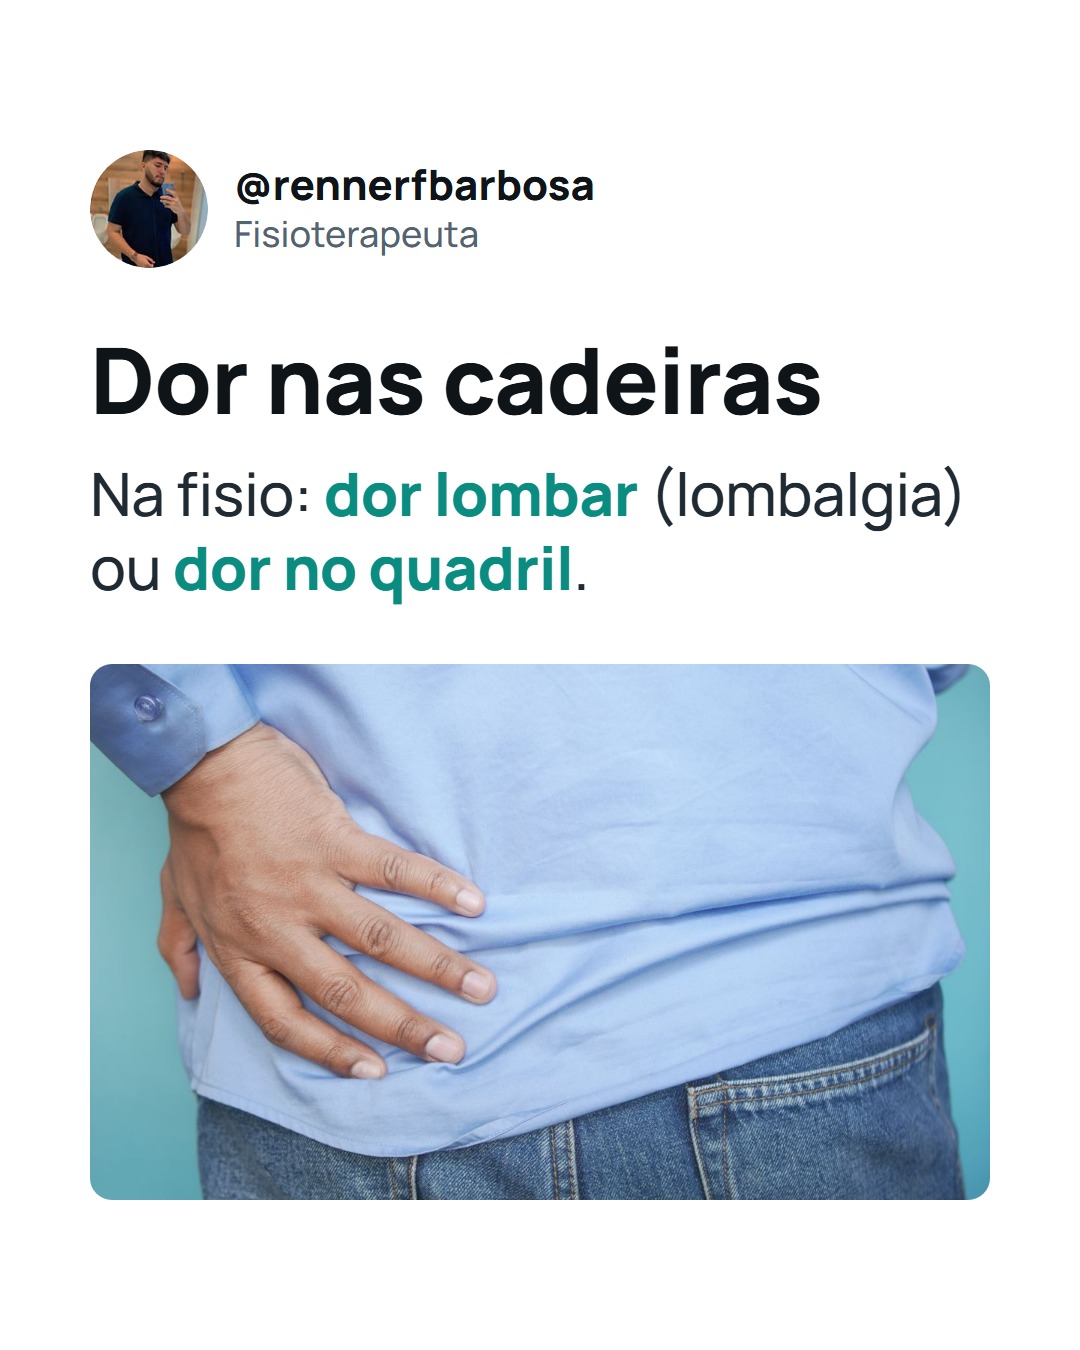 @rennerfbarbosa
Fisioterapeuta
Dor nas cadeiras
Na fisio: dor lombar (lombalgia)
ou dor no quadril.